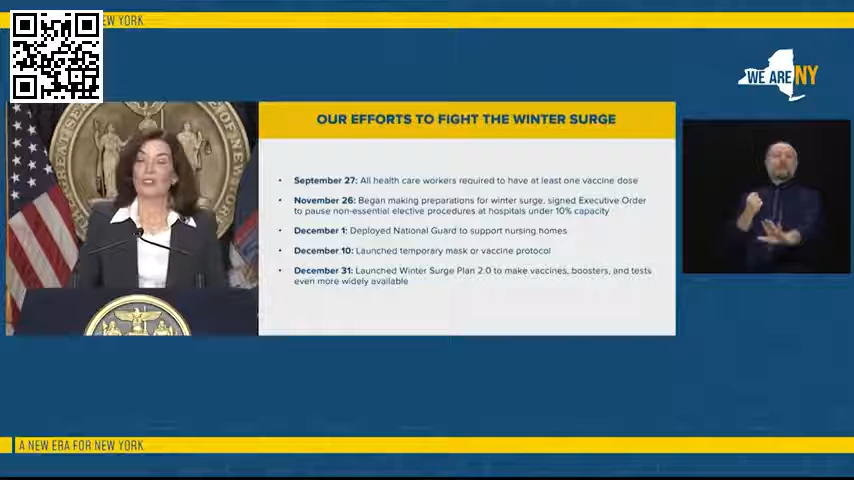 EW YORK
WE ARE NY
OUR EFFORTS TO FIGHT THE WINTER SURGE
• September 27: All health care workers required to have at least one vaccine dose
• November 26: Began making preparations for winter surge, signed Executive Order
to pause non-essential elective procedures at hospitals under 10% capacity
• December 1: Deployed National Guard to support nursing homes
• December 10: Launched temporary mask or vaccine protocol
• December 31: Launched Winter Surge Plan 2.0 to make vaccines, boosters, and tests
even more widely available
A NEW ERA FOR NEW YORK